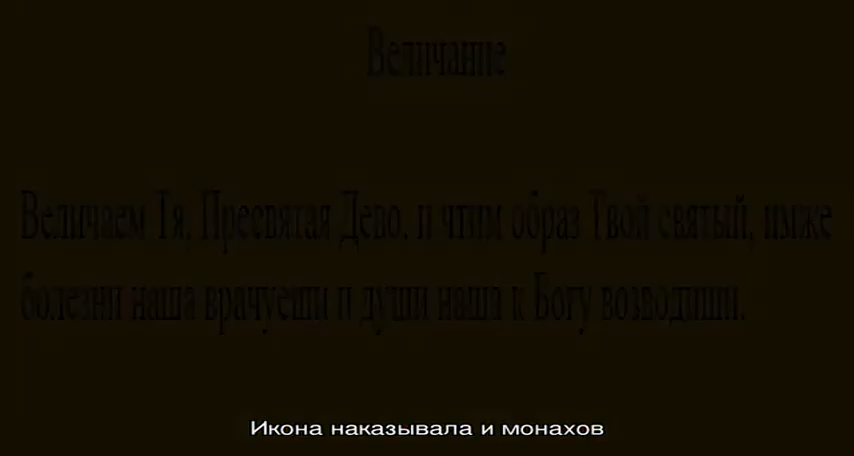 Величание
Величаем Тя, Пресвятая Дево, и чтим образ Твой святый, имже
болезни наша врачуеши и души наша к Богу возводиши.
Икона наказывала и монахов